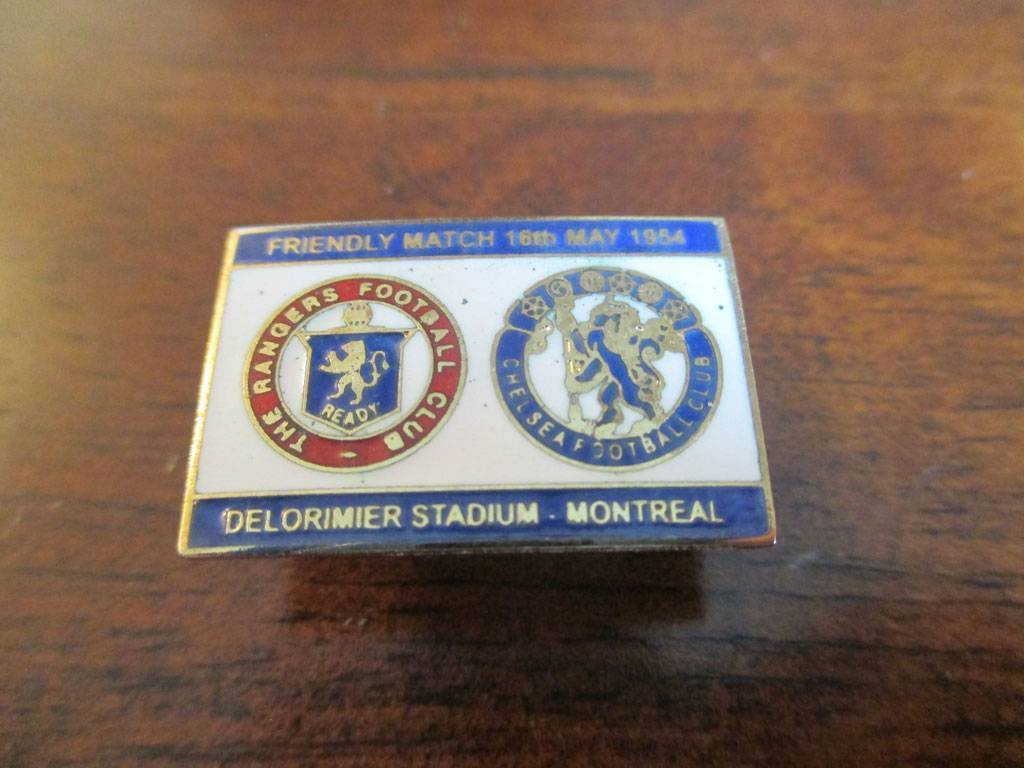 FRIENDLY MATCH 16th MAY 1954
THE RANGERS FOOTBALL CLUB
READY
CHELSEA FOOTBALL CLUB
DELORIMIER STADIUM - MONTREAL